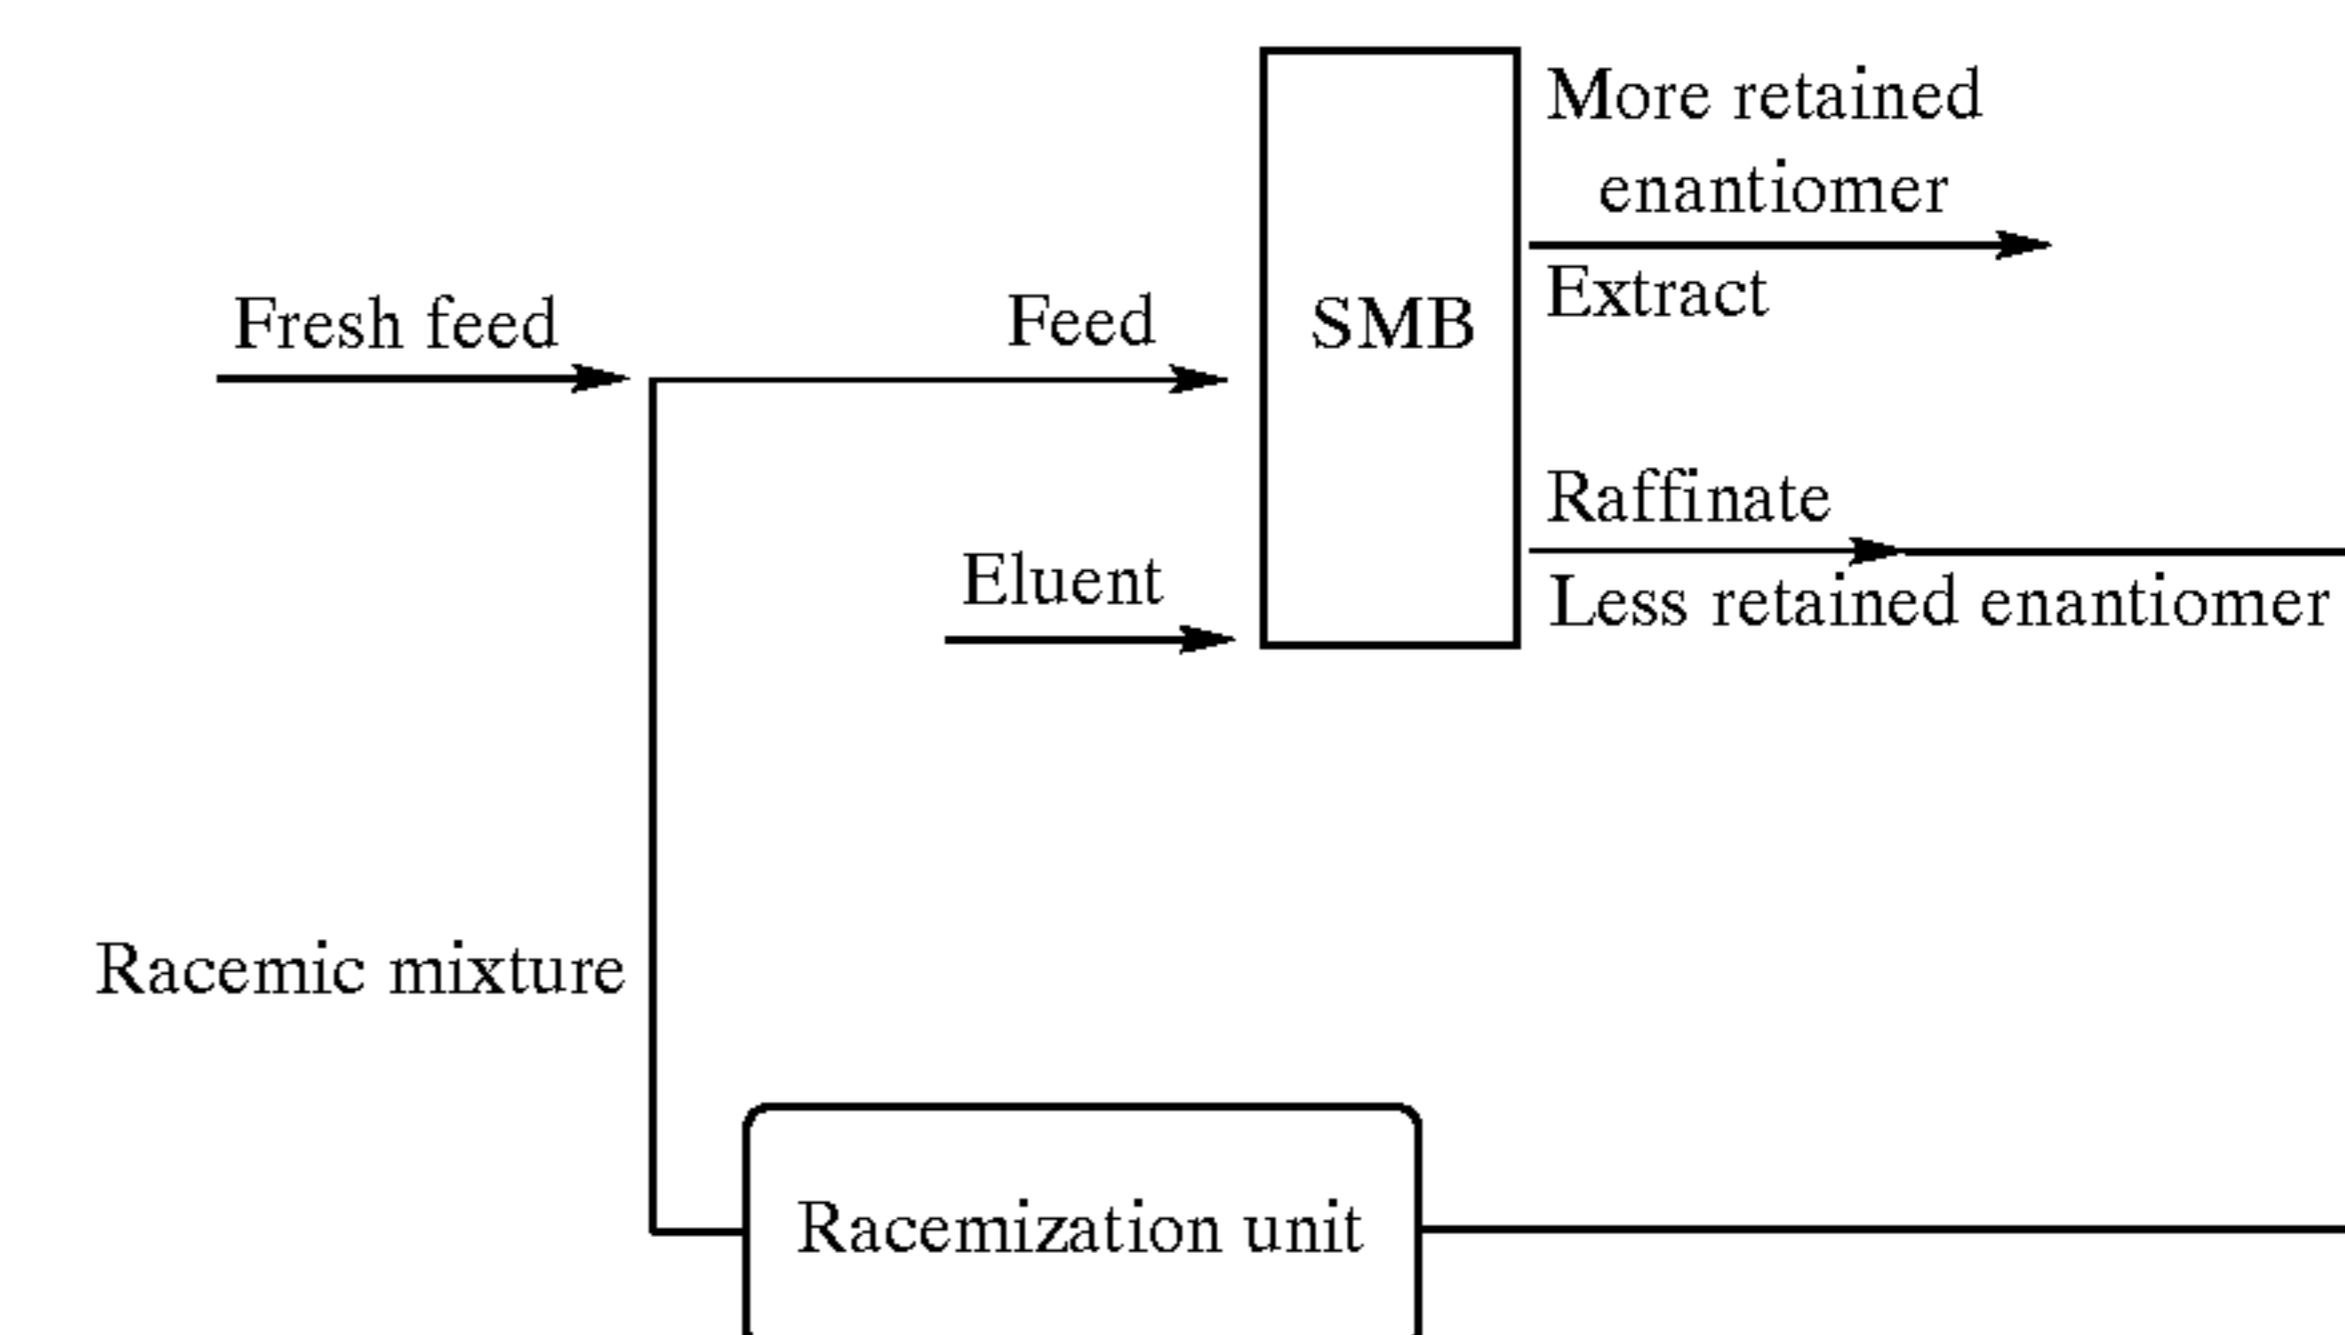 More retained
enantiomer
Extract
Fresh feed
Feed
SMB
Raffinate
Eluent
Less retained enantiomer
Racemic mixture
Racemization unit